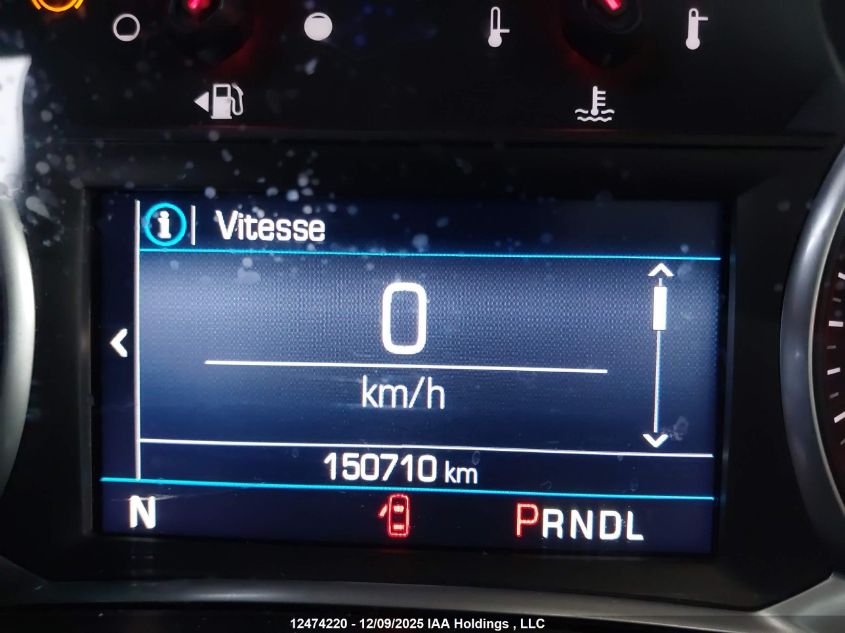 i Vitesse
0
km/h
150710 km
N PRNDL
12474220 - 12/09/2025 IAA Holdings , LLC